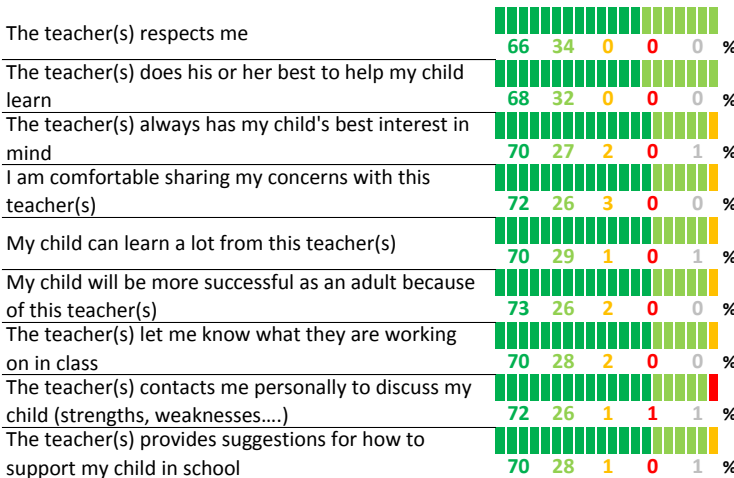 The teacher(s) respects me
66 34 0 0 0 %
The teacher(s) does his or her best to help my child
learn
68 32 0 0 0 %
The teacher(s) always has my child's best interest in
mind
70 27 2 0 1 %
I am comfortable sharing my concerns with this
teacher(s)
72 26 3 0 0 %
My child can learn a lot from this teacher(s)
70 29 1 0 1 %
My child will be more successful as an adult because
of this teacher(s)
73 26 2 0 0 %
The teacher(s) let me know what they are working
on in class
70 28 2 0 0 %
The teacher(s) contacts me personally to discuss my
child (strengths, weaknesses....)
72 26 1 1 1 %
The teacher(s) provides suggestions for how to
support my child in school
70 28 1 0 1 %